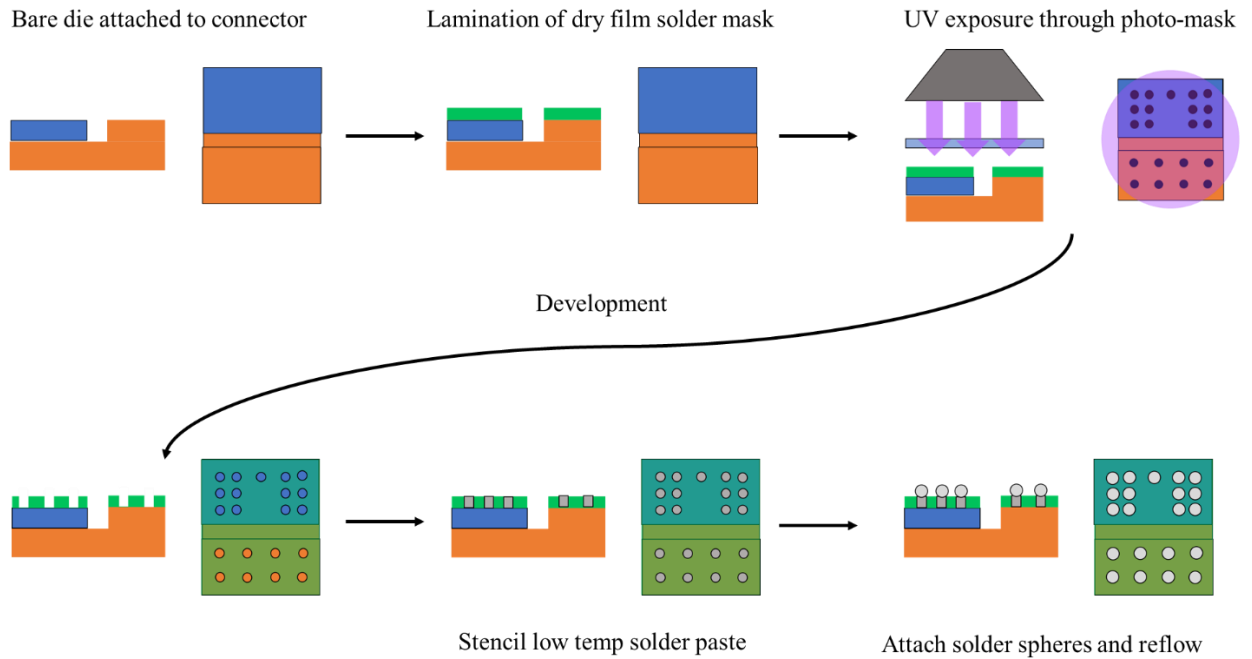 Bare die attached to connector
Lamination of dry film solder mask
UV exposure through photo-mask
Development
Stencil low temp solder paste
Attach solder spheres and reflow